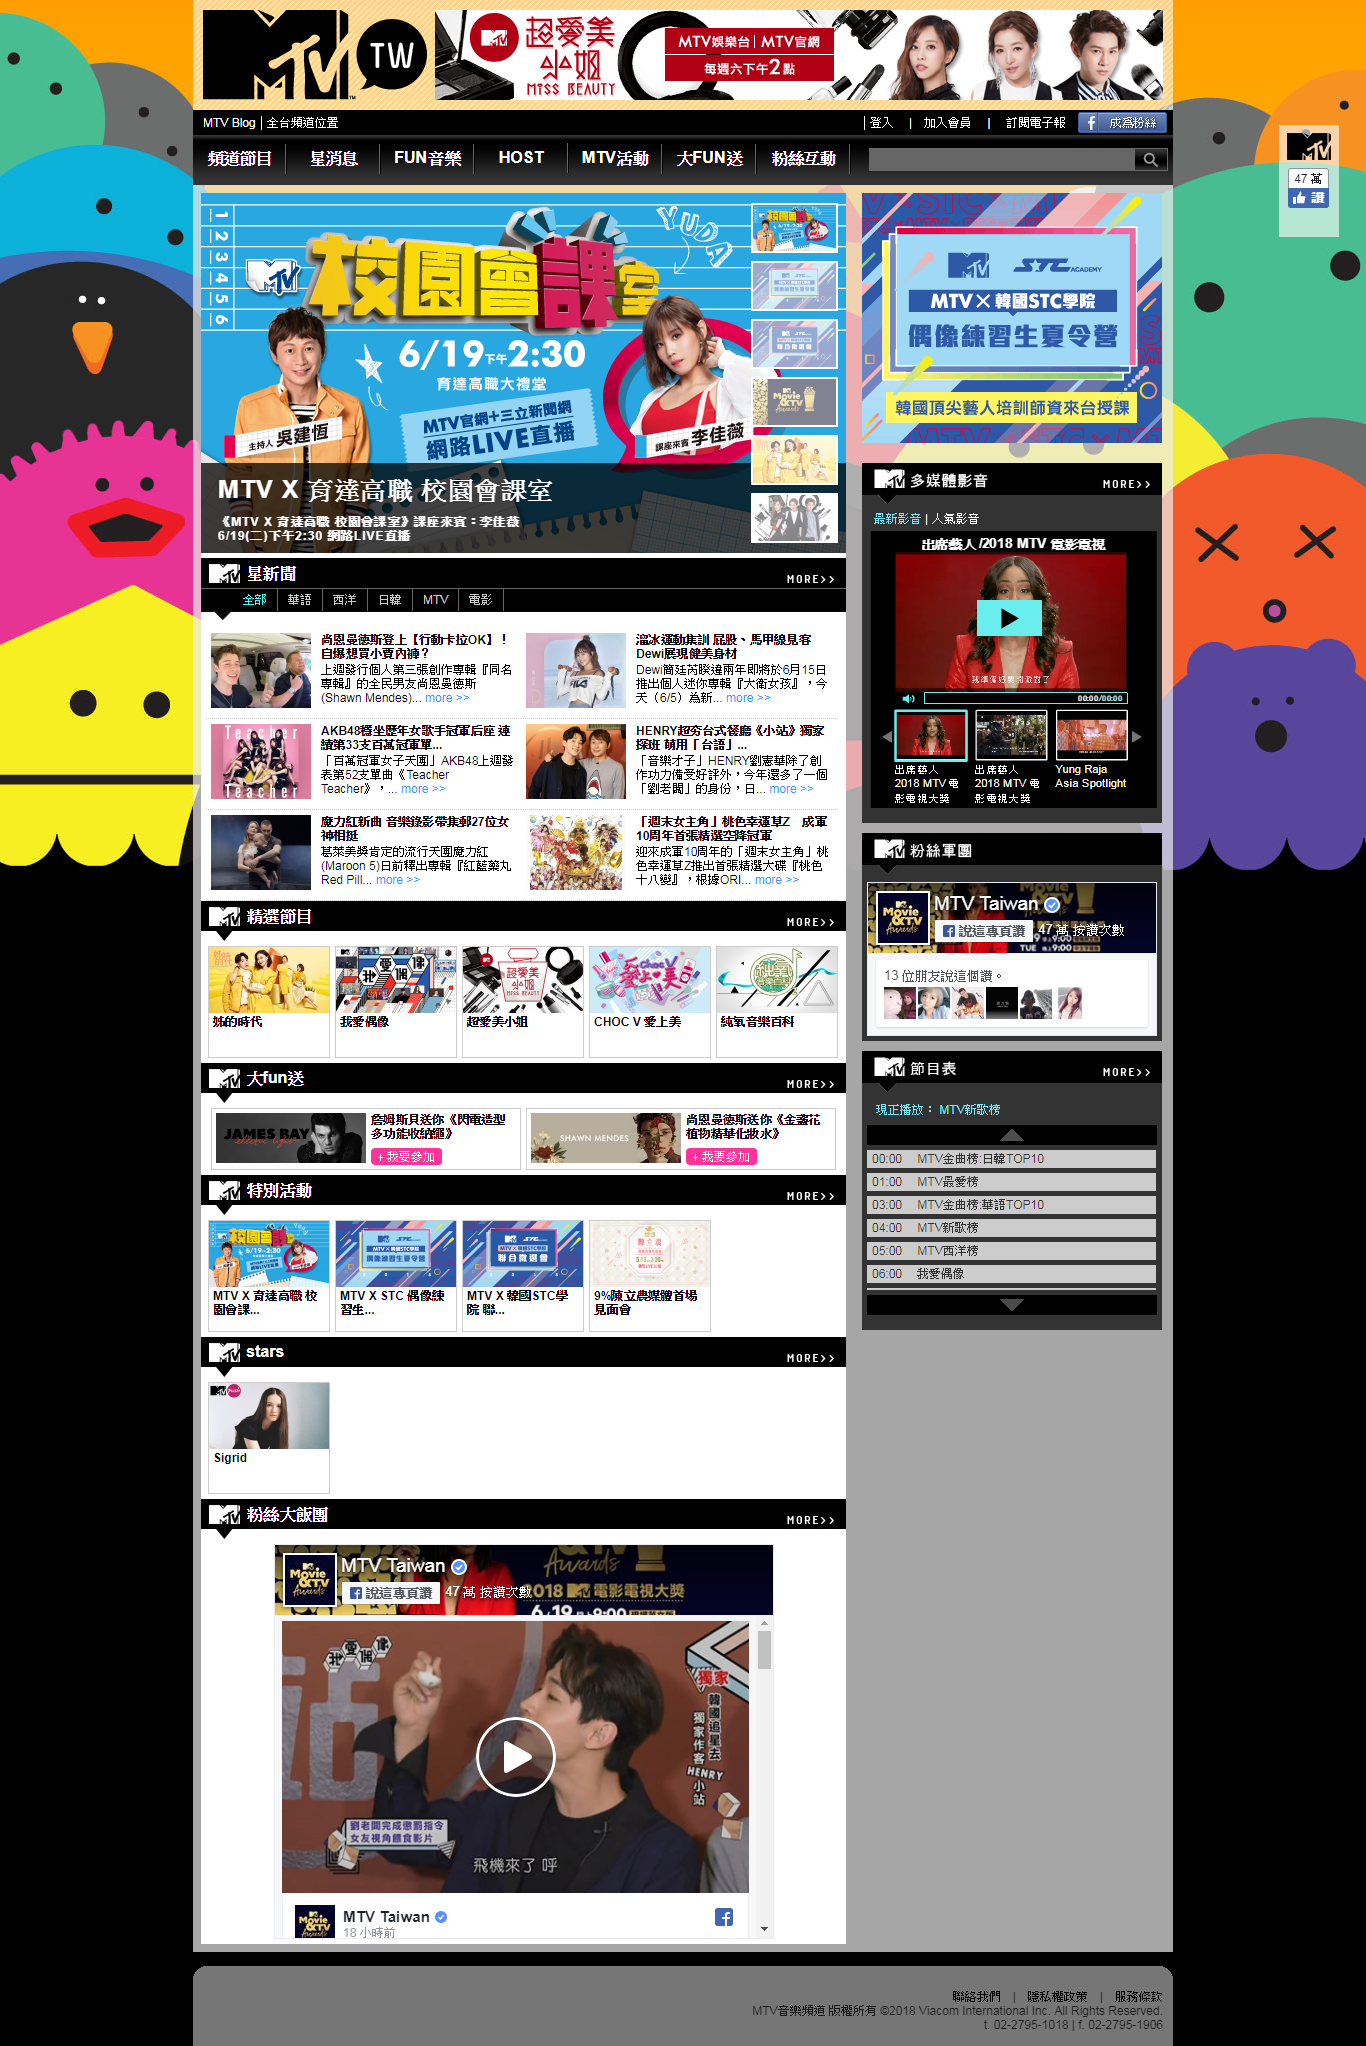 TW
超愛美小姐
MISS BEAUTY
MTV娛樂台 | MTV官網
每週六下午2點
MTV Blog | 全台頻道位置
| 登入 | 加入會員 | 訂閱電子報
成為粉絲
頻道節目 星消息 FUN音樂 HOST MTV活動 大FUN送 粉絲互動
47 萬
讚
校園會課室
YUDA
6/19下午2:30
育達高職大禮堂
MTV官網+三立新聞網
網路LIVE直播
主持人 吳建恆
課座來賓 李佳薇
MTV X 育達高職 校園會課室
《MTV X 育達高職 校園會課室》課座來賓：李佳薇
6/19(二)下午2:30 網路LIVE直播
STC ACADEMY
MTV X 韓國STC學院
偶像練習生夏令營
韓國頂尖藝人培訓師資來台授課
星新聞
MORE>>
全部 華語 西洋 日韓 MTV 電影
尚恩曼德斯登上【行動卡拉OK】！
自爆想買小賈內褲？
上週發行個人第三張創作專輯『同名
專輯』的全民男友尚恩曼德斯
(Shawn Mendes)... more >>
溜冰運動集訓 屁股、馬甲線見客
Dewi展現健美身材
Dewi簡廷芮睽違兩年即將於6月15日
推出個人迷你專輯『大衛女孩』，今
天（6/5）為新... more >>
AKB48穩坐歷年女歌手冠軍后座 連
續第33支百萬冠軍單...
「百萬冠軍女子天團」AKB48上週發
表第52支單曲《Teacher
Teacher》，... more >>
HENRY超夯台式餐廳《小站》獨家
探班 萌用「台語」...
「音樂才子」HENRY劉憲華除了創
作功力備受好評外，今年還多了一個
「劉老闆」的身份，日... more >>
魔力紅新曲 音樂錄影帶集郵27位女
神相挺
葛萊美獎肯定的流行天團魔力紅
(Maroon 5)日前釋出專輯『紅藍藥丸
Red Pill... more >>
「週末女主角」桃色幸運草Z 成軍
10周年首張精選空降冠軍
迎來成軍10周年的「週末女主角」桃
色幸運草Z推出首張精選大碟『桃色
十八變』，根據ORI... more >>
精選節目
MORE>>
姊的時代
我愛偶像
超愛美小姐
CHOC V 愛上美
純氧音樂百科
大fun送
MORE>>
JAMES BAY
詹姆斯貝送你《閃電造型
多功能收納繩》
+ 我要參加
SHAWN MENDES
尚恩曼德斯送你《金盞花
植物精華化妝水》
+ 我要參加
特別活動
MORE>>
MTV X 育達高職 校
園會課...
MTV X STC 偶像練
習生...
MTV X 韓國STC學
院 聯...
9%陳立農媒體首場
見面會
stars
MORE>>
Sigrid
粉絲大飯團
MORE>>
MTV Taiwan
說這專頁讚 47 萬 按讚次數
2018 MTV 電影電視大獎
我愛偶像
獨家
韓國追星去
獨家作客
HENRY
小站
劉老闆完成懲罰指令
女友視角餵食影片
飛機來了 呼
MTV Taiwan
18 小時前
多媒體影音
MORE>>
最新影音 | 人氣影音
出席藝人 /2018 MTV 電影電視
我準備好要開派對了
00:00/00:00
出席藝人
2018 MTV 電
影電視大獎
出席藝人
2018 MTV 電
影電視大獎
Yung Raja
Asia Spotlight
粉絲軍團
MTV Taiwan
說這專頁讚 47 萬 按讚次數
13 位朋友說這個讚。
節目表
MORE>>
現正播放： MTV新歌榜
00:00 MTV金曲榜:日韓TOP10
01:00 MTV最愛榜
03:00 MTV金曲榜:華語TOP10
04:00 MTV新歌榜
05:00 MTV西洋榜
06:00 我愛偶像
聯絡我們 | 隱私權政策 | 服務條款
MTV音樂頻道 版權所有 ©2018 Viacom International Inc. All Rights Reserved.
t. 02-2795-1018 | f. 02-2795-1906